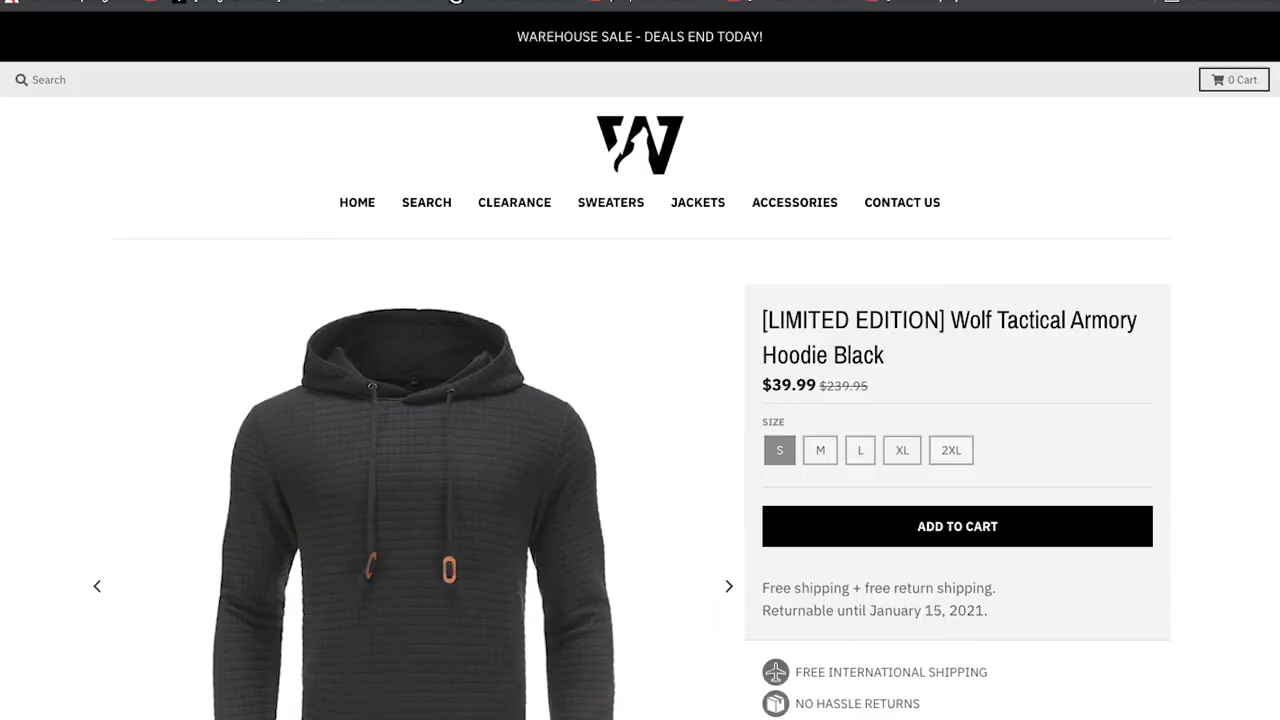 WAREHOUSE SALE - DEALS END TODAY!
Search
0 Cart
W
HOME SEARCH CLEARANCE SWEATERS JACKETS ACCESSORIES CONTACT US
[LIMITED EDITION] Wolf Tactical Armory
Hoodie Black
$39.99 $239.95
SIZE
S M L XL 2XL
ADD TO CART
Free shipping + free return shipping.
Returnable until January 15, 2021.
FREE INTERNATIONAL SHIPPING
NO HASSLE RETURNS